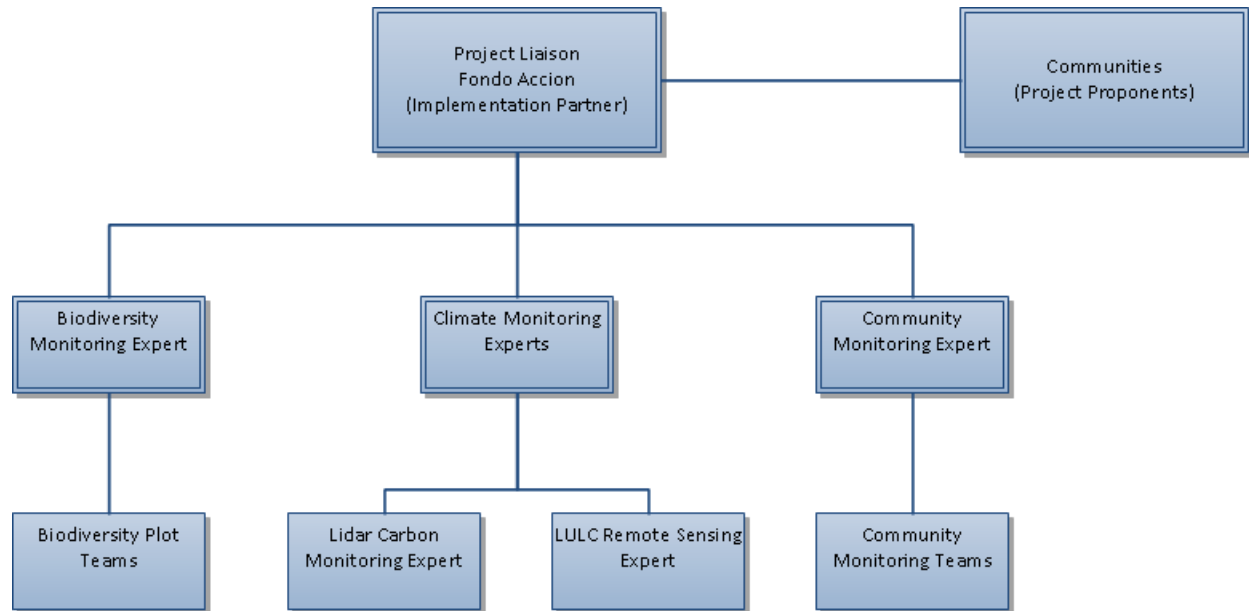 Project Liaison
Fondo Accion
(Implementation Partner)
Communities
(Project Proponents)
Biodiversity
Monitoring Expert
Climate Monitoring
Experts
Community
Monitoring Expert
Biodiversity Plot
Teams
Lidar Carbon
Monitoring Expert
LULC Remote Sensing
Expert
Community
Monitoring Teams